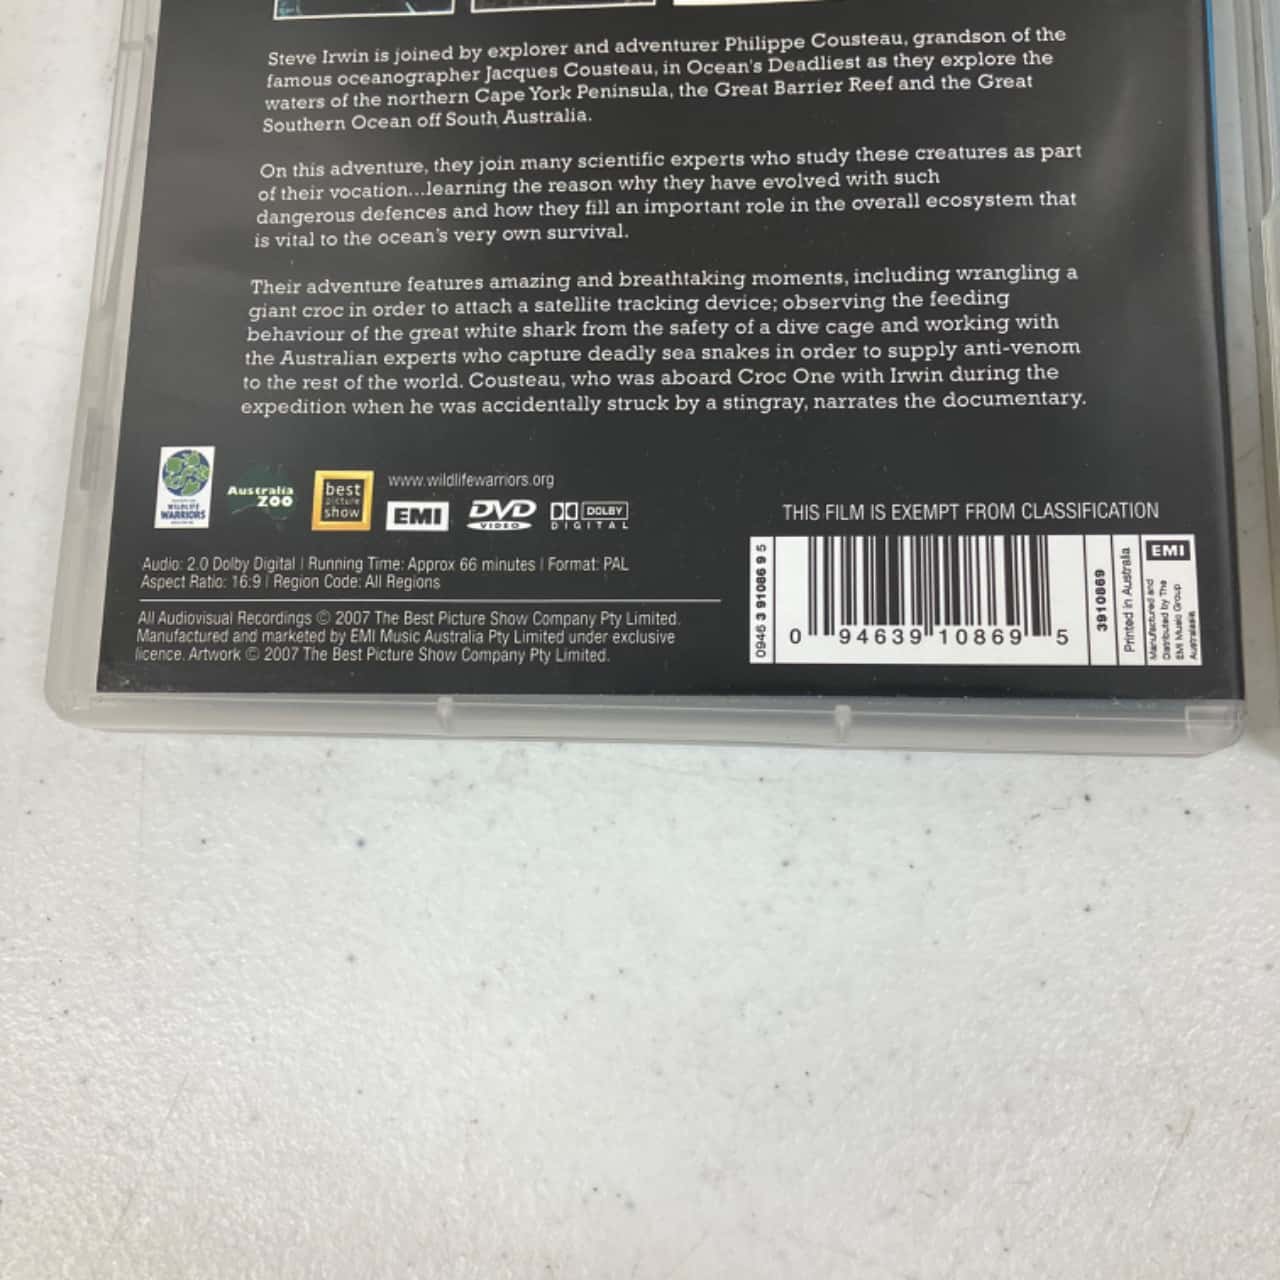 Steve Irwin is joined by explorer and adventurer Philippe Cousteau, grandson of the
famous oceanographer Jacques Cousteau, in Ocean's Deadliest as they explore the
waters of the northern Cape York Peninsula, the Great Barrier Reef and the Great
Southern Ocean off South Australia.
On this adventure, they join many scientific experts who study these creatures as part
of their vocation...learning the reason why they have evolved with such
dangerous defences and how they fill an important role in the overall ecosystem that
is vital to the ocean's very own survival.
Their adventure features amazing and breathtaking moments, including wrangling a
giant croc in order to attach a satellite tracking device; observing the feeding
behaviour of the great white shark from the safety of a dive cage and working with
the Australian experts who capture deadly sea snakes in order to supply anti-venom
to the rest of the world. Cousteau, who was aboard Croc One with Irwin during the
expedition when he was accidentally struck by a stingray, narrates the documentary.
WILDLIFE
WARRIORS
Australia
ZOO
best
picture
show
www.wildlifewarriors.org
EMI
DVD
VIDEO
DOLBY
DIGITAL
THIS FILM IS EXEMPT FROM CLASSIFICATION
Audio: 2.0 Dolby Digital | Running Time: Approx 66 minutes | Format: PAL
Aspect Ratio: 16:9 | Region Code: All Regions
All Audiovisual Recordings © 2007 The Best Picture Show Company Pty Limited.
Manufactured and marketed by EMI Music Australia Pty Limited under exclusive
licence. Artwork © 2007 The Best Picture Show Company Pty Limited.
0946 3 91086 9 5
0 94639 10869 5
3910869
Printed in Australia
EMI
Manufactured and
Distributed by The
EMI Music Group
Australasia